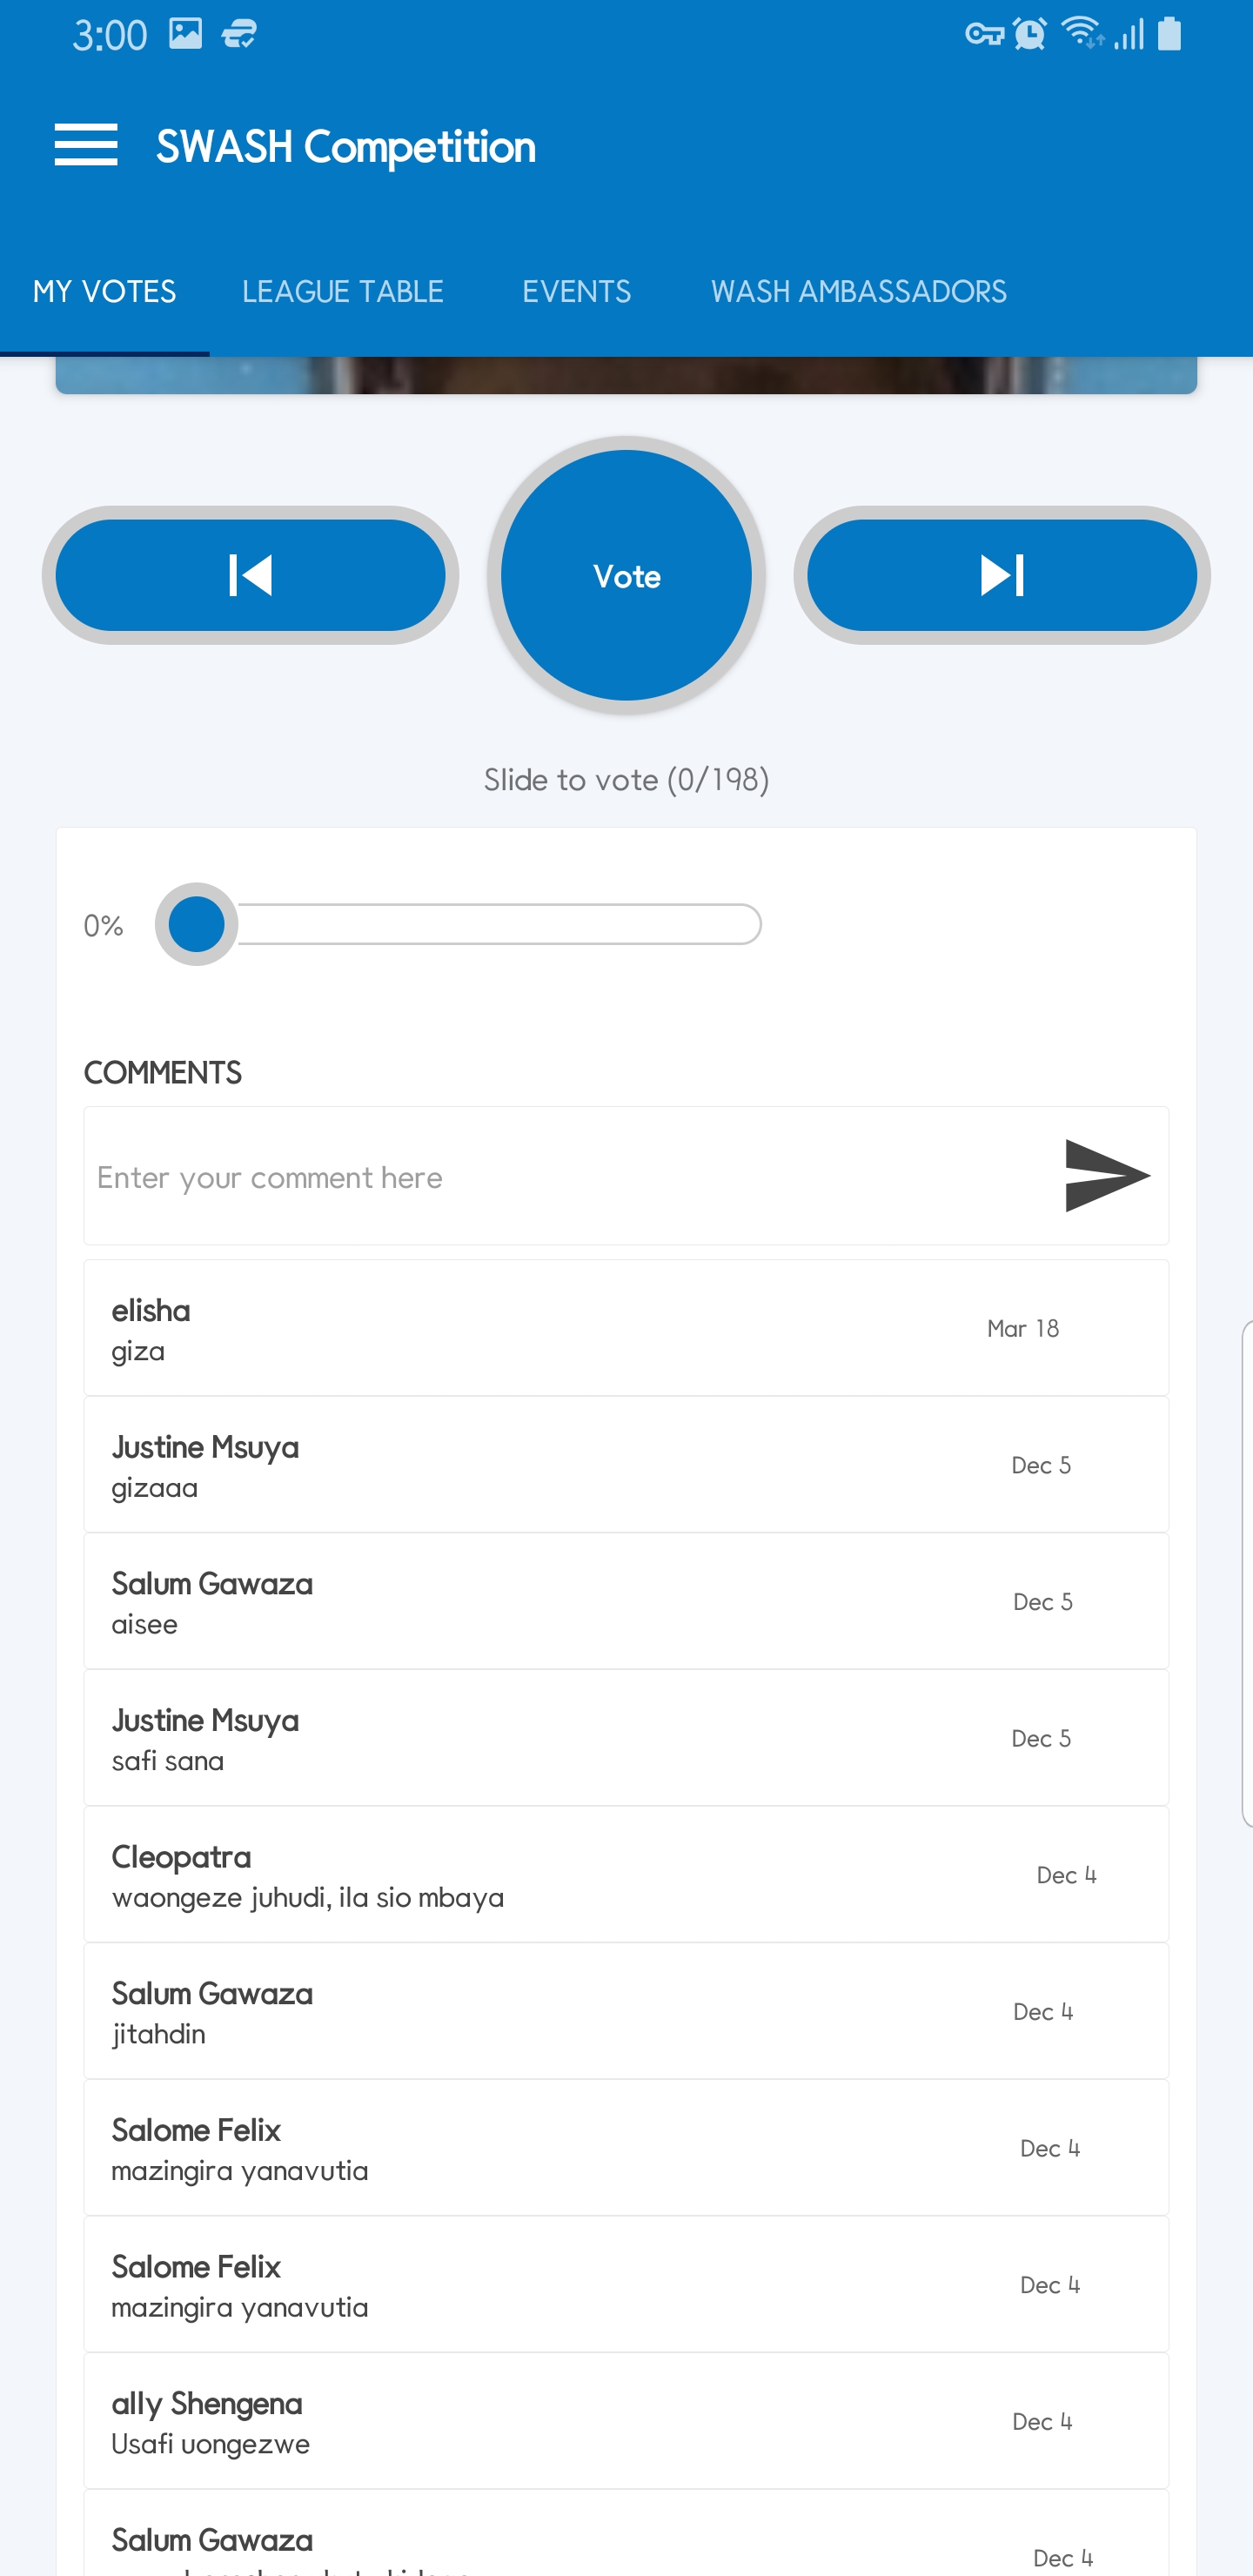 3:00
SWASH Competition
MY VOTES
LEAGUE TABLE
EVENTS
WASH AMBASSADORS
Vote
Slide to vote (0/198)
0%
COMMENTS
Enter your comment here
elisha
Mar 18
giza
Justine Msuya
Dec 5
gizaaa
Salum Gawaza
Dec 5
aisee
Justine Msuya
Dec 5
safi sana
Cleopatra
Dec 4
waongeze juhudi, ila sio mbaya
Salum Gawaza
Dec 4
jitahdin
Salome Felix
Dec 4
mazingira yanavutia
Salome Felix
Dec 4
mazingira yanavutia
ally Shengena
Dec 4
Usafi uongezwe
Salum Gawaza
Dec 4